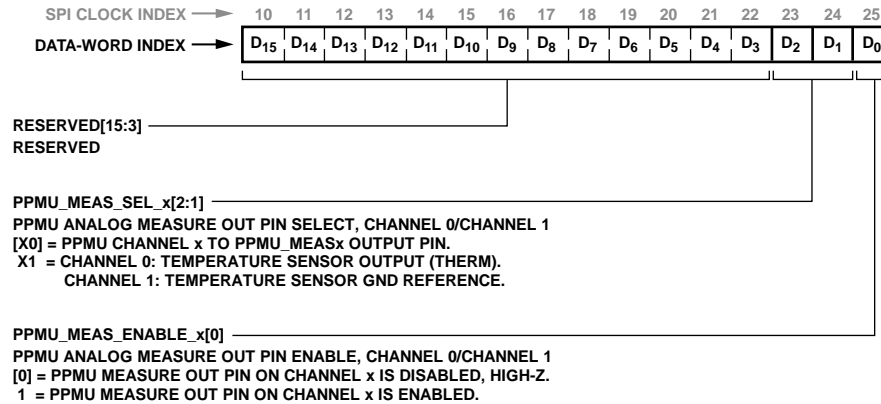 SPI CLOCK INDEX 10 11 12 13 14 15 16 17 18 19 20 21 22 23 24 25
DATA-WORD INDEX D15 D14 D13 D12 D11 D10 D9 D8 D7 D6 D5 D4 D3 D2 D1 D0
RESERVED[15:3]
RESERVED
PPMU_MEAS_SEL_x[2:1]
PPMU ANALOG MEASURE OUT PIN SELECT, CHANNEL 0/CHANNEL 1
[X0] = PPMU CHANNEL x TO PPMU_MEASx OUTPUT PIN.
X1 = CHANNEL 0: TEMPERATURE SENSOR OUTPUT (THERM).
CHANNEL 1: TEMPERATURE SENSOR GND REFERENCE.
PPMU_MEAS_ENABLE_x[0]
PPMU ANALOG MEASURE OUT PIN ENABLE, CHANNEL 0/CHANNEL 1
[0] = PPMU MEASURE OUT PIN ON CHANNEL x IS DISABLED, HIGH-Z.
1 = PPMU MEASURE OUT PIN ON CHANNEL x IS ENABLED.